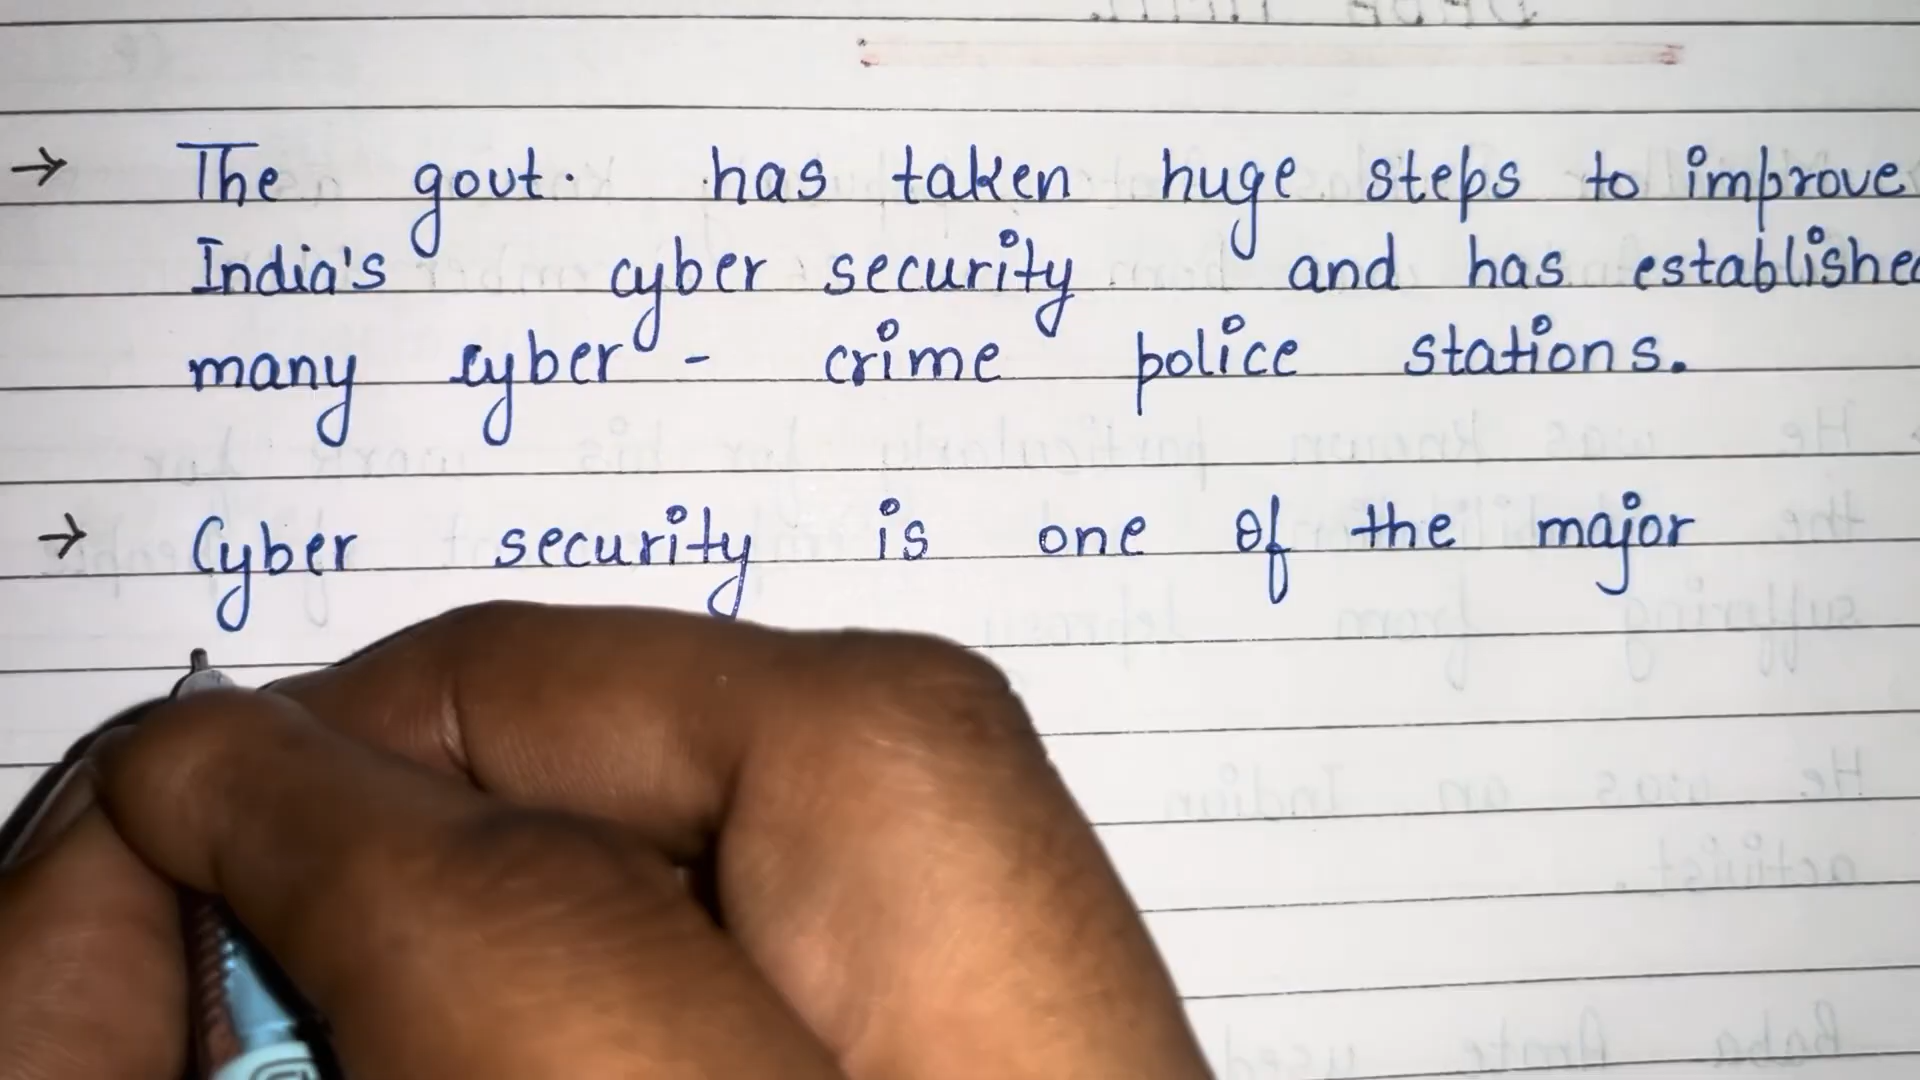 → The govt. has taken huge steps to improve
India's cyber security and has established
many cyber - crime police stations.
→ Cyber security is one of the major